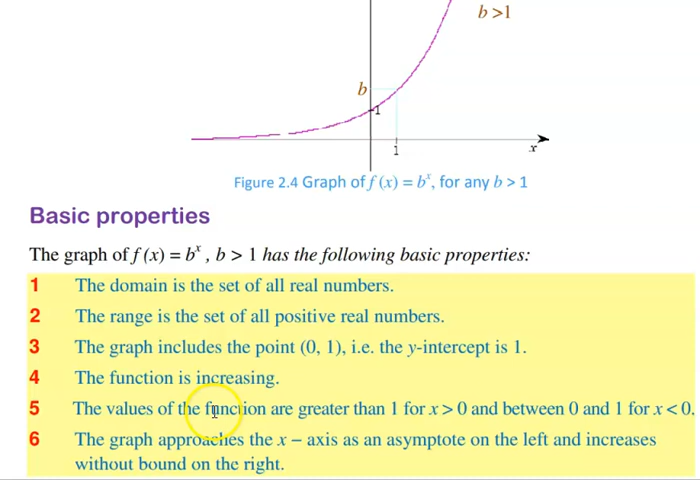 b >1
b
1
1
x
Figure 2.4 Graph of f (x) = bˣ, for any b > 1
Basic properties
The graph of f (x) = bˣ , b > 1 has the following basic properties:
1 The domain is the set of all real numbers.
2 The range is the set of all positive real numbers.
3 The graph includes the point (0, 1), i.e. the y-intercept is 1.
4 The function is increasing.
5 The values of the function are greater than 1 for x > 0 and between 0 and 1 for x < 0.
6 The graph approaches the x – axis as an asymptote on the left and increases
without bound on the right.